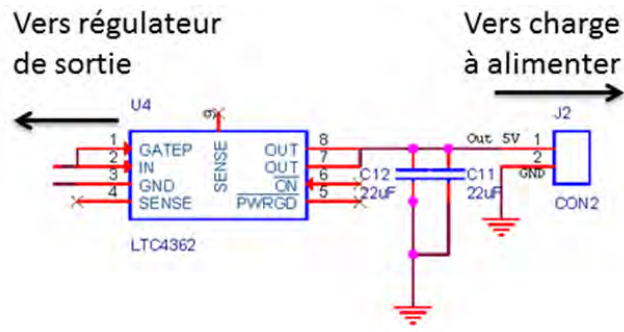 Vers régulateur
de sortie
Vers charge
à alimenter
U4
J2
9
SENSE
1
GATEP
2
IN
3
GND
4
SENSE
8
OUT
7
OUT
6
ON
5
PWRGD
LTC4362
C12
22uF
C11
22uF
Out 5V
1
2
GND
CON2